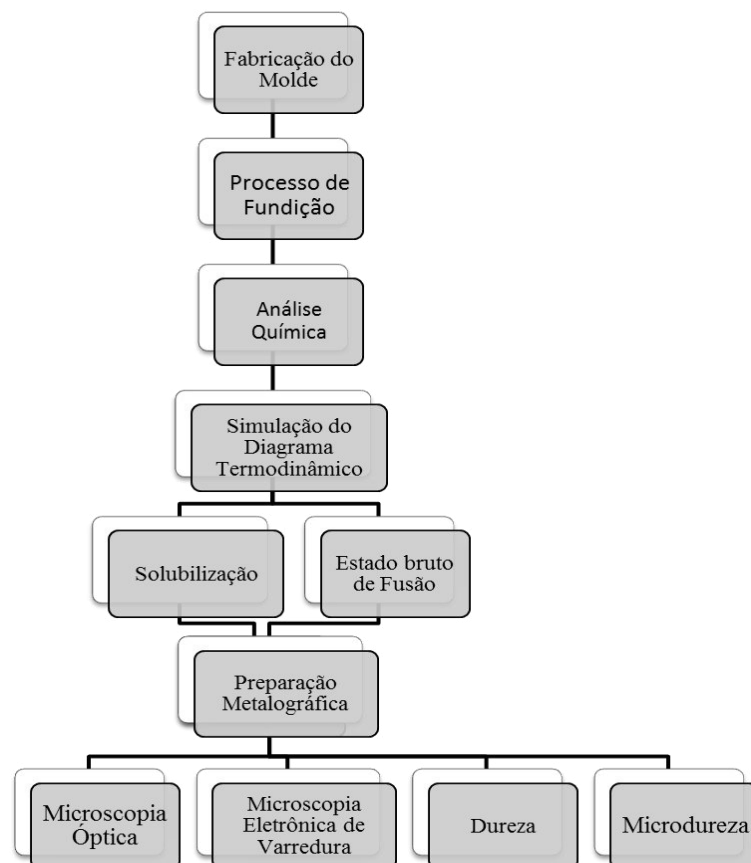 Fabricação do
Molde
Processo de
Fundição
Análise
Química
Simulação do
Diagrama
Termodinâmico
Solubilização
Estado bruto
de Fusão
Preparação
Metalográfica
Microscopia
Óptica
Microscopia
Eletrônica de
Varredura
Dureza
Microdureza